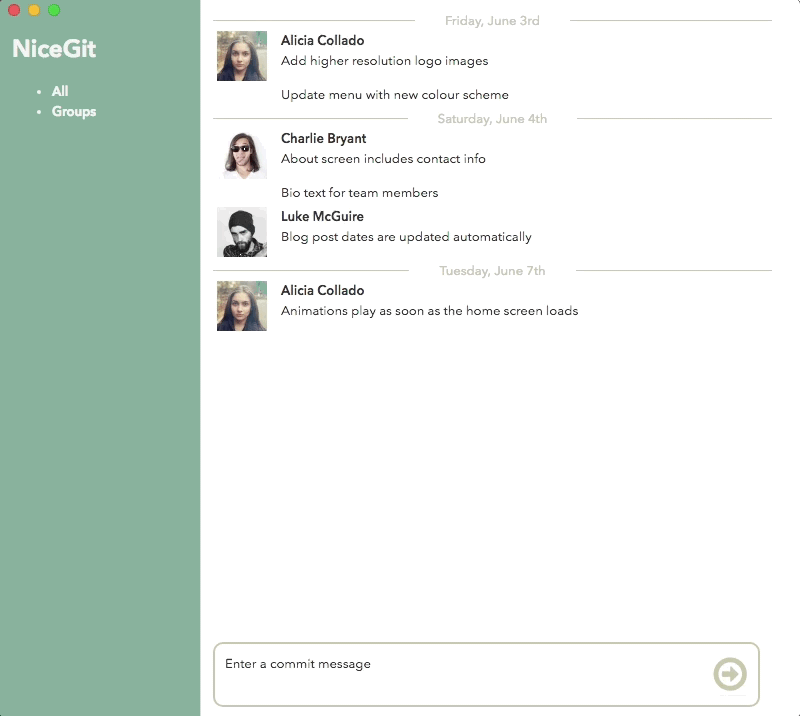 NiceGit
All
Groups
Friday, June 3rd
Alicia Collado
Add higher resolution logo images
Update menu with new colour scheme
Saturday, June 4th
Charlie Bryant
About screen includes contact info
Bio text for team members
Luke McGuire
Blog post dates are updated automatically
Tuesday, June 7th
Alicia Collado
Animations play as soon as the home screen loads
Enter a commit message